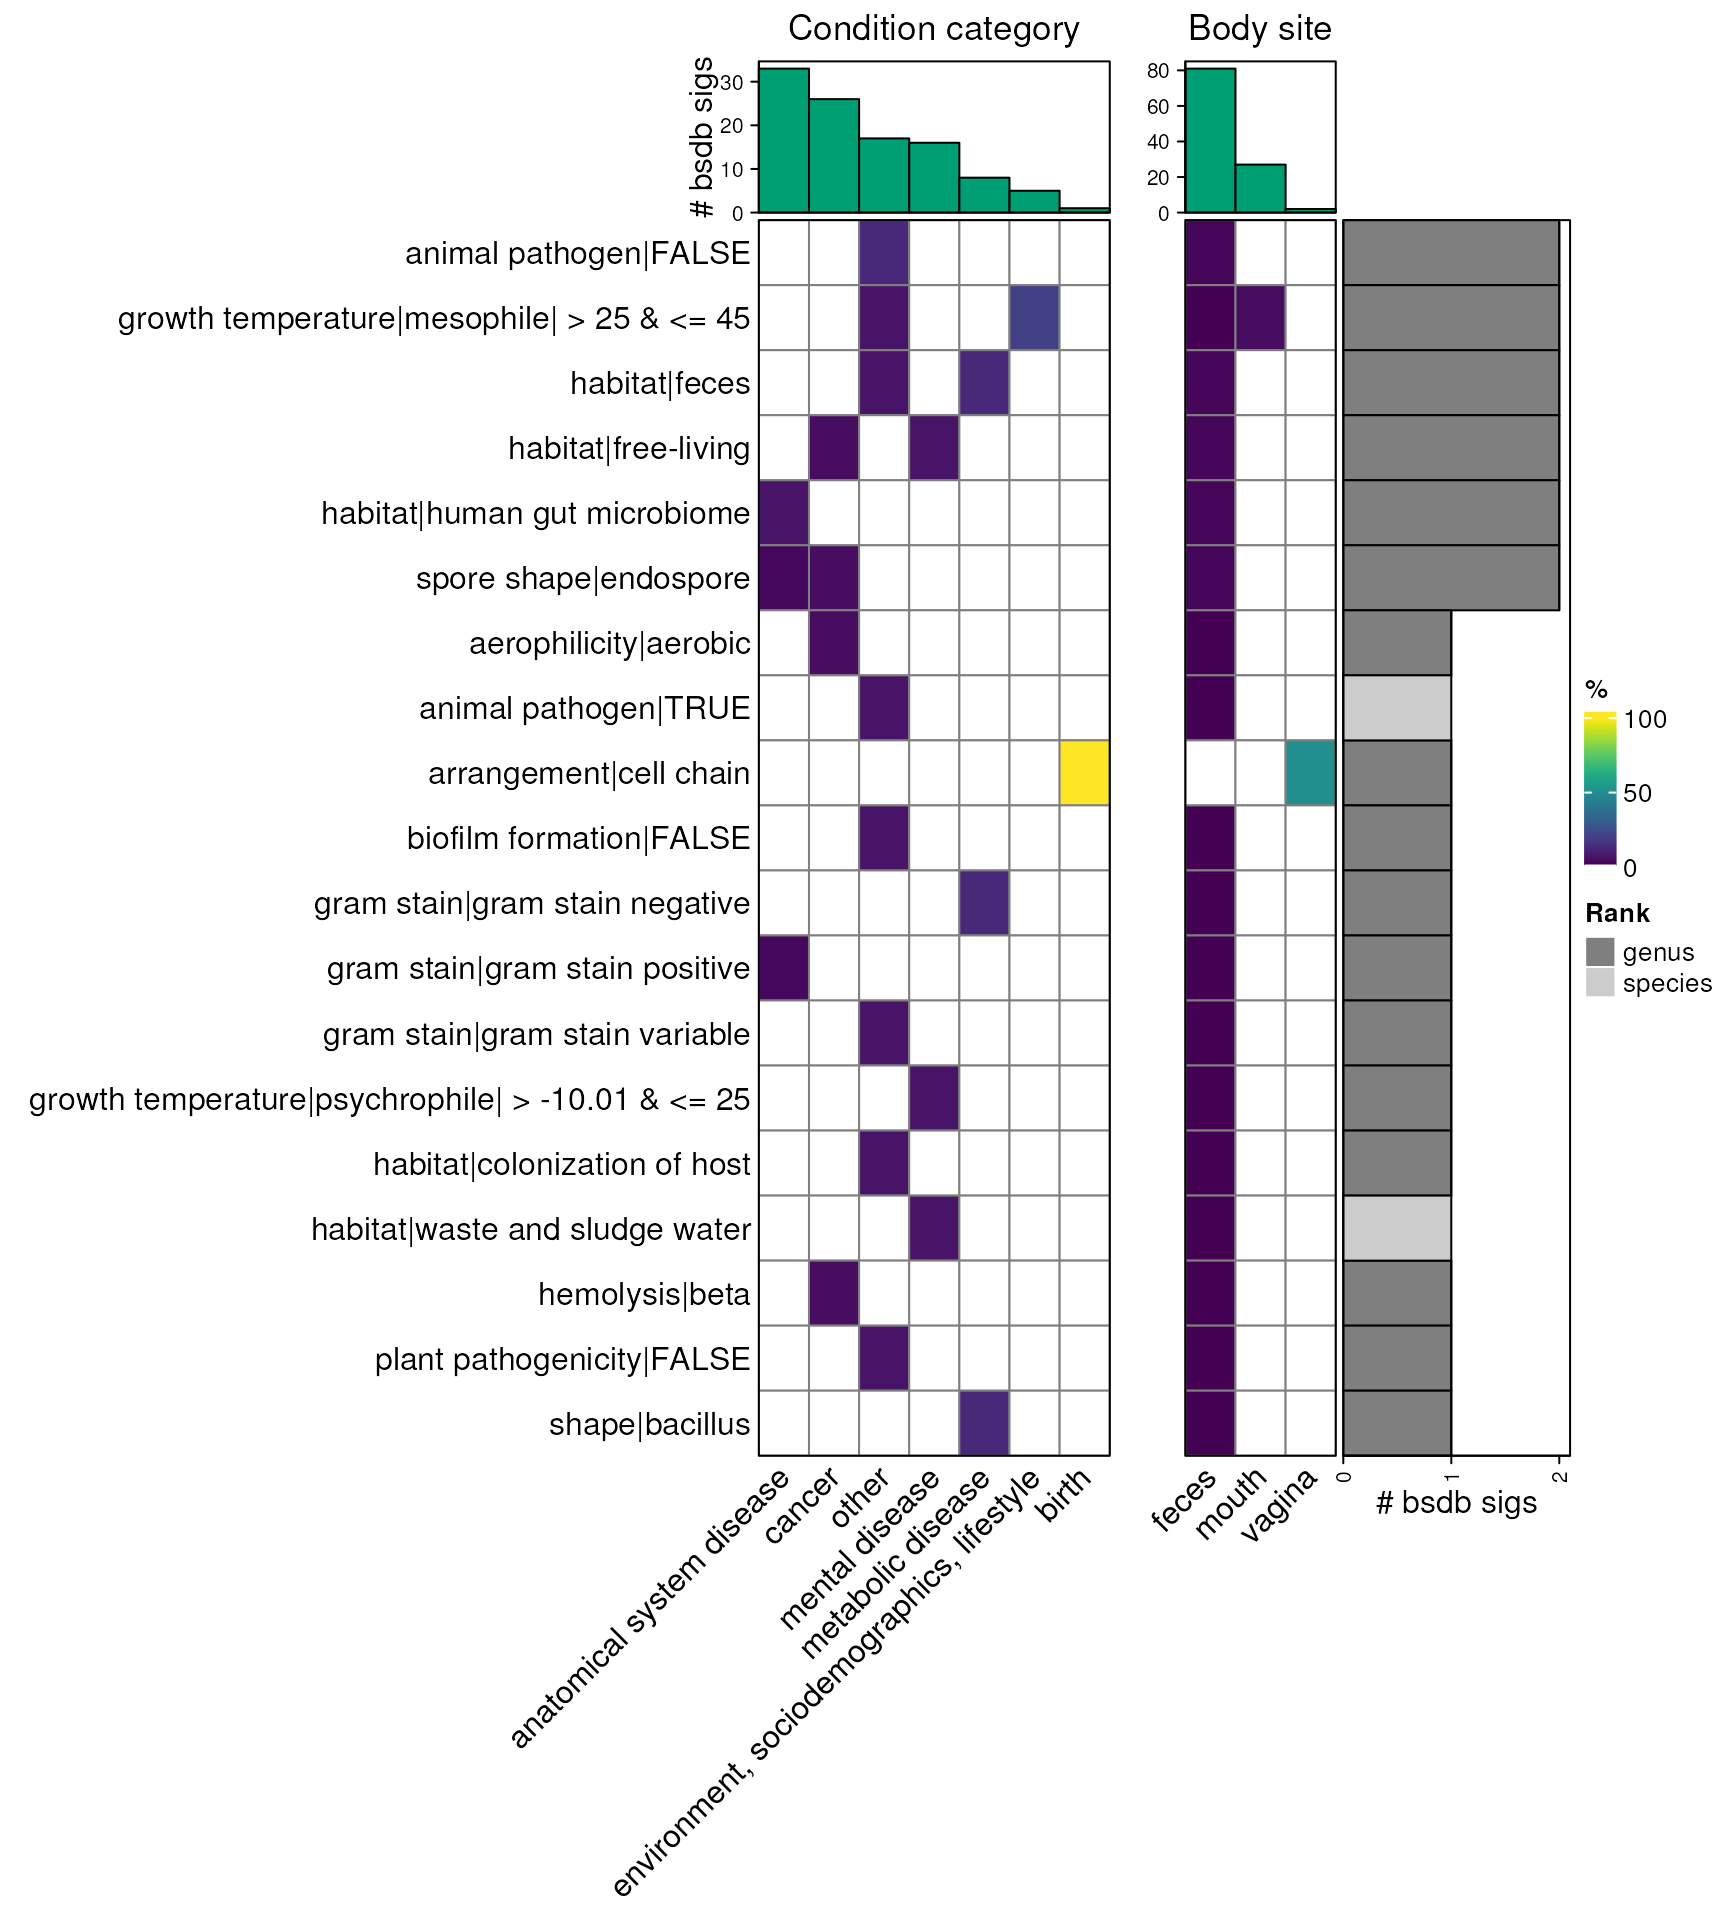 Condition category
Body site
# bsdb sigs
30
20
10
0
80
60
40
20
0
animal pathogen|FALSE
growth temperature|mesophile| > 25 & <= 45
habitat|feces
habitat|free-living
habitat|human gut microbiome
spore shape|endospore
aerophilicity|aerobic
animal pathogen|TRUE
arrangement|cell chain
biofilm formation|FALSE
gram stain|gram stain negative
gram stain|gram stain positive
gram stain|gram stain variable
growth temperature|psychrophile| > -10.01 & <= 25
habitat|colonization of host
habitat|waste and sludge water
hemolysis|beta
plant pathogenicity|FALSE
shape|bacillus
%
100
50
0
Rank
genus
species
anatomical system disease
cancer
other
mental disease
metabolic disease
environment, sociodemographics, lifestyle
birth
feces
mouth
vagina
0
1
2
# bsdb sigs